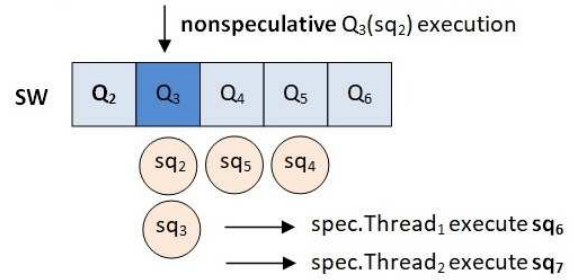 nonspeculative Q₃(sq₂) execution
SW Q₂ Q₃ Q₄ Q₅ Q₆
sq₂ sq₅ sq₄
sq₃ spec.Thread₁ execute sq₆
spec.Thread₂ execute sq₇